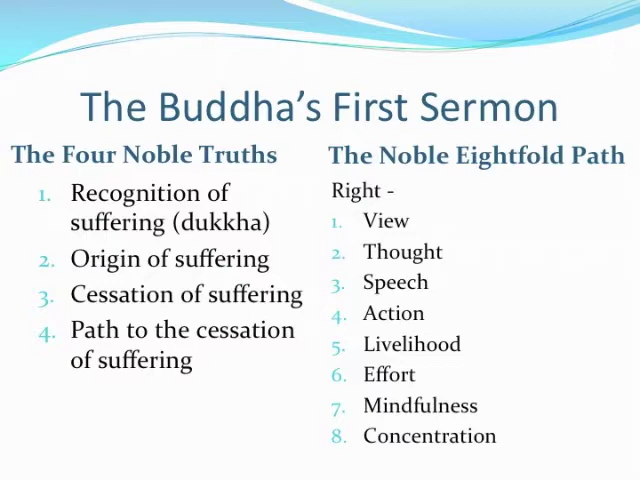 The Buddha’s First Sermon
The Four Noble Truths
1. Recognition of
suffering (dukkha)
2. Origin of suffering
3. Cessation of suffering
4. Path to the cessation
of suffering
The Noble Eightfold Path
Right -
1. View
2. Thought
3. Speech
4. Action
5. Livelihood
6. Effort
7. Mindfulness
8. Concentration